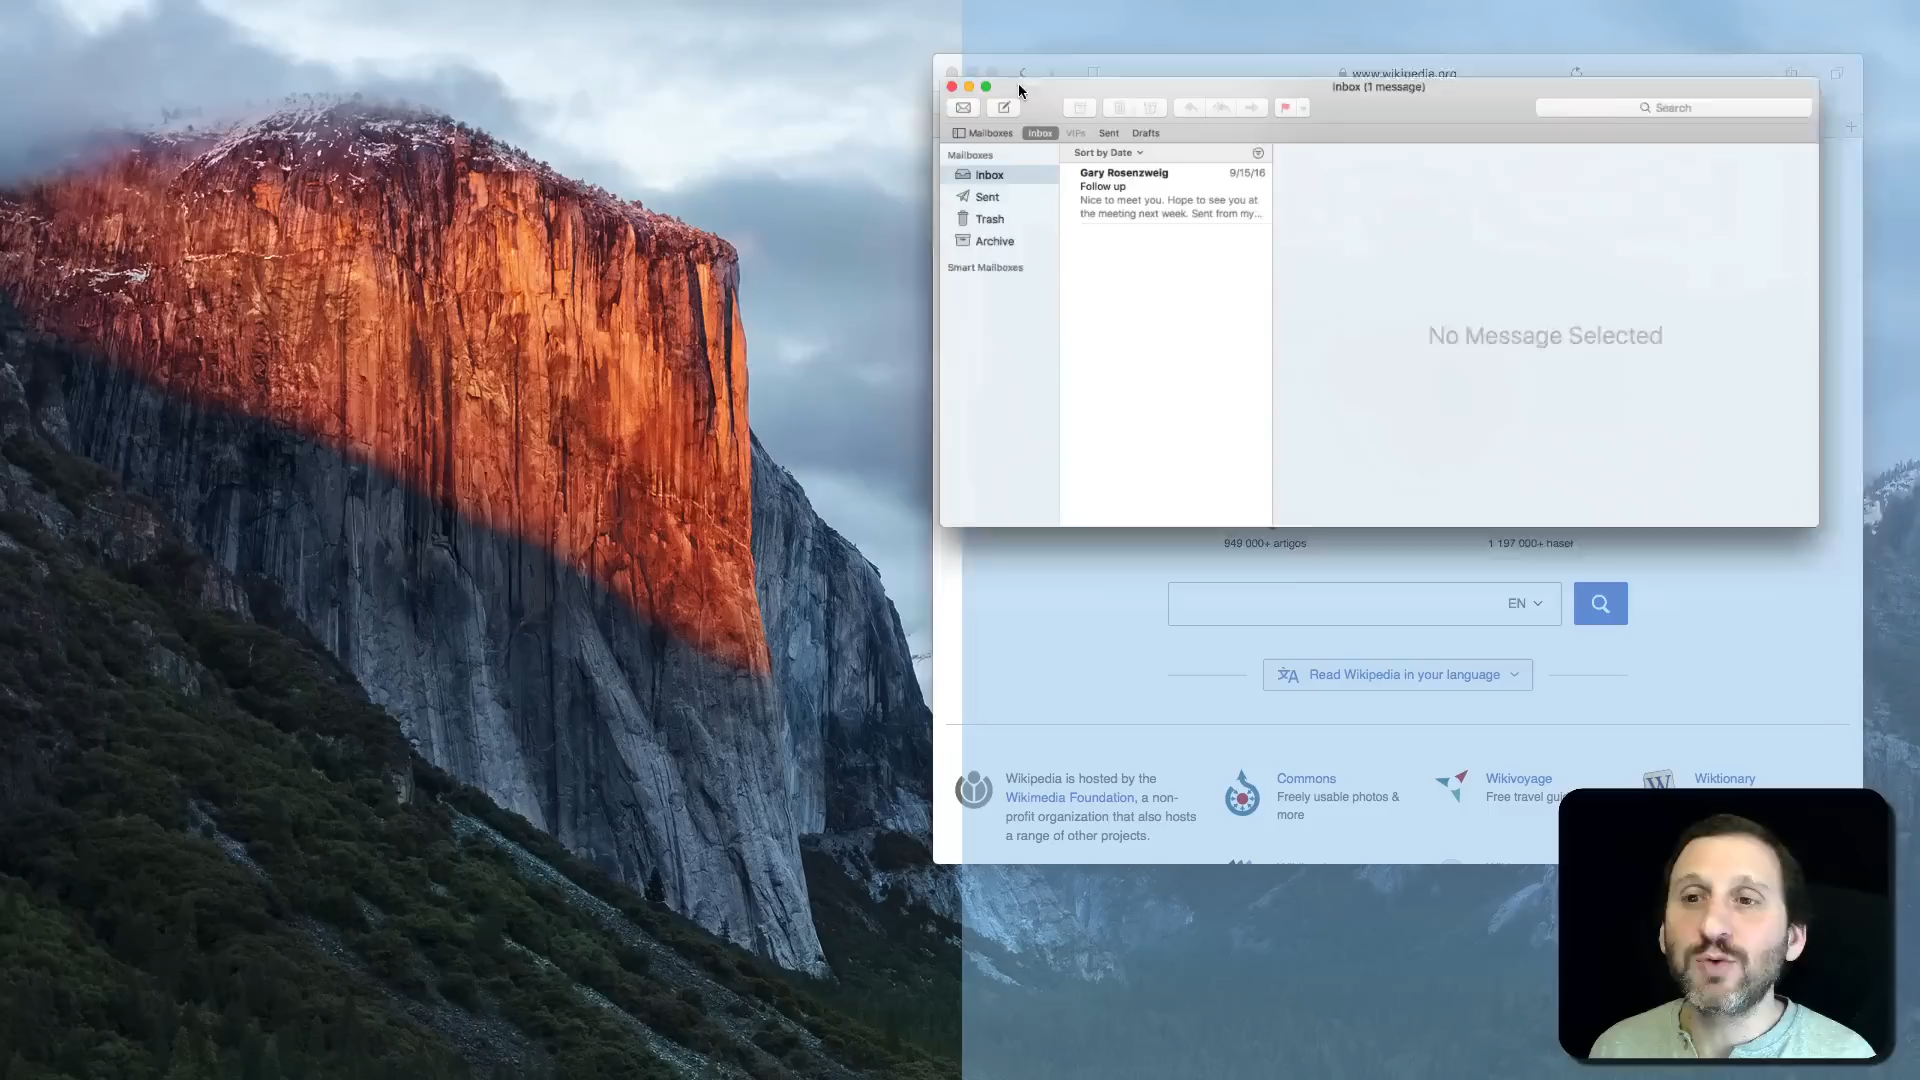 www.wikipedia.org
Inbox (1 message)
Search
Mailboxes Inbox VIPs Sent Drafts
Mailboxes
Inbox
Sent
Trash
Archive
Smart Mailboxes
Sort by Date
Gary Rosenzweig 9/15/16
Follow up
Nice to meet you. Hope to see you at
the meeting next week. Sent from my...
No Message Selected
949 000+ artigos
1 197 000+ haseł
EN
Read Wikipedia in your language
Wikipedia is hosted by the
Wikimedia Foundation, a non-
profit organization that also hosts
a range of other projects.
Commons
Freely usable photos &
more
Wikivoyage
Free travel
Wiktionary
W